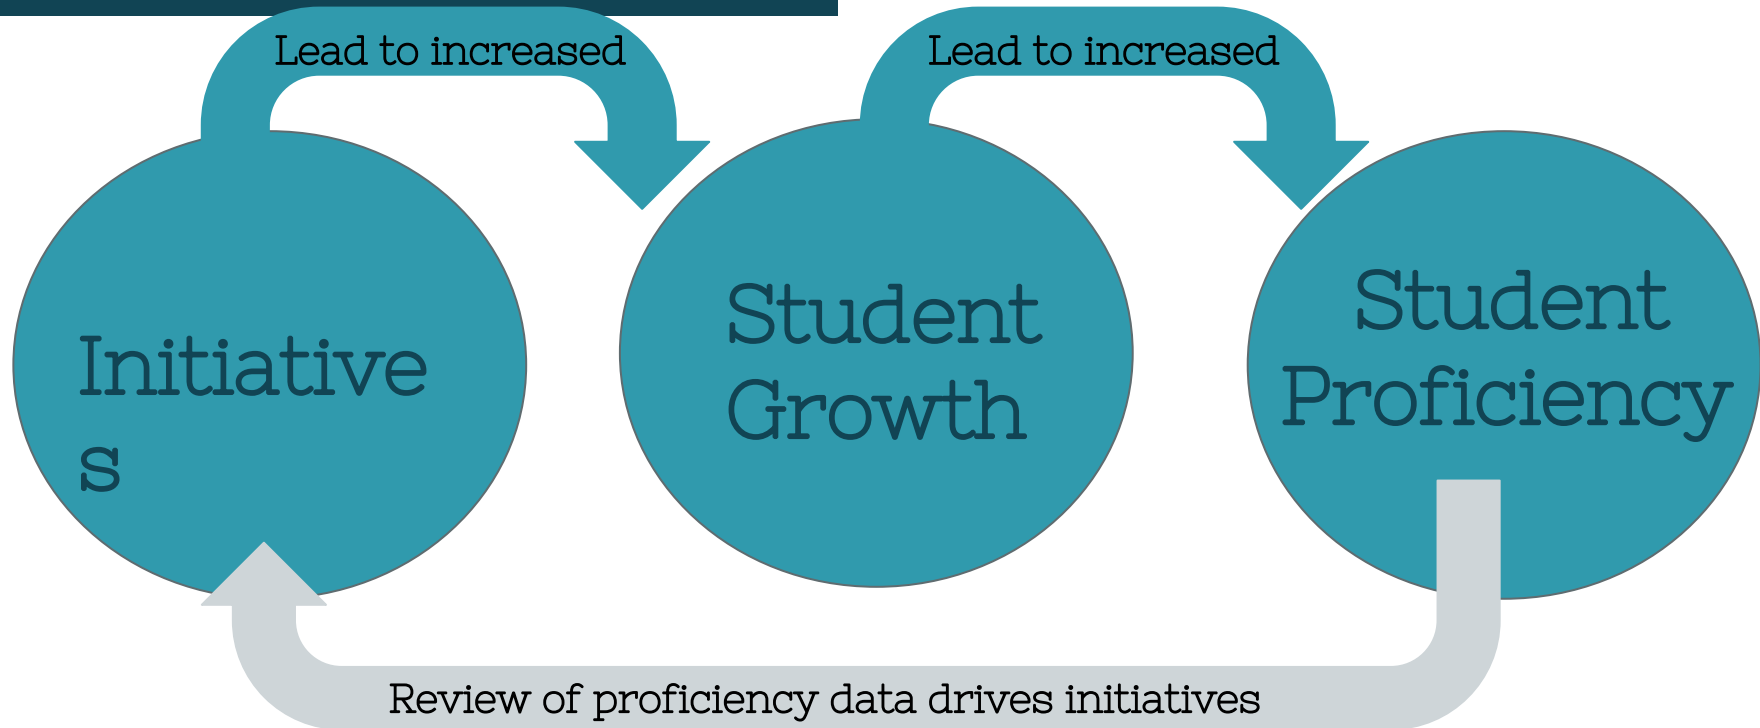 Lead to increased
Lead to increased
Initiative
s
Student
Growth
Student
Proficiency
Review of proficiency data drives initiatives